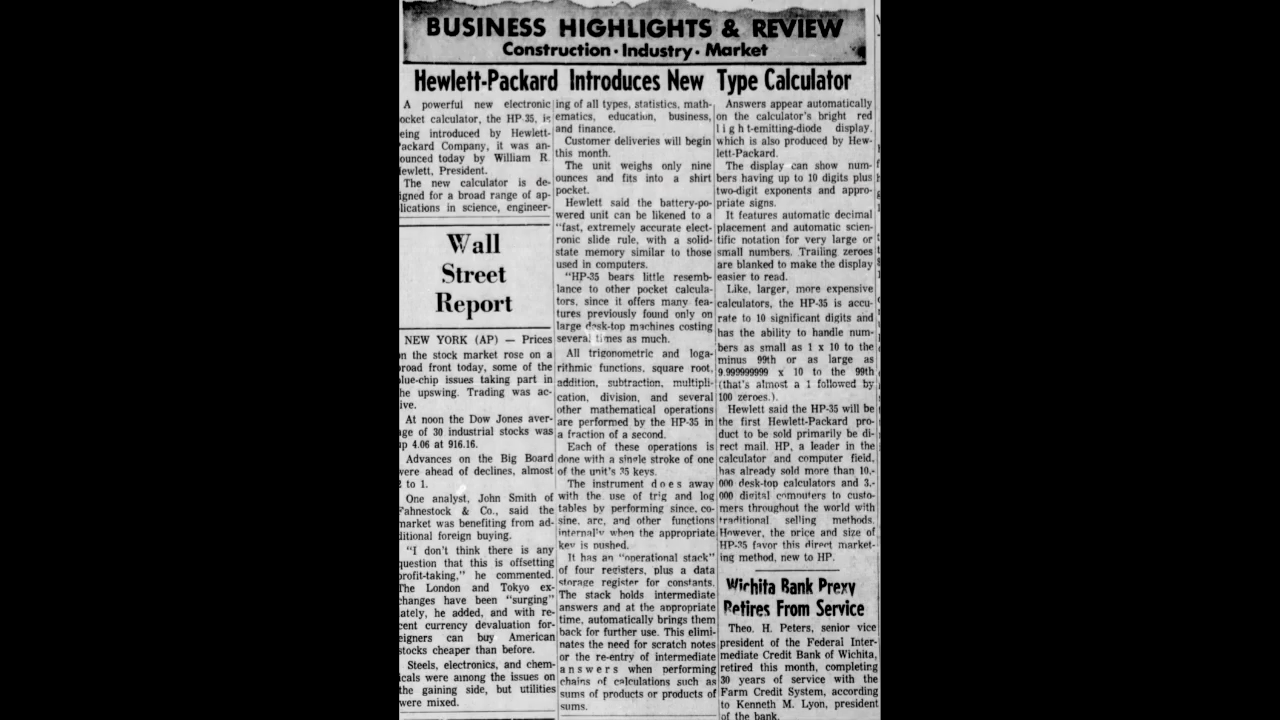 BUSINESS HIGHLIGHTS & REVIEW
Construction · Industry · Market
Hewlett-Packard Introduces New Type Calculator
A powerful new electronic
ocket calculator, the HP-35, is
eing introduced by Hewlett-
ackard Company, it was an-
ounced today by William R.
ewlett, President.
The new calculator is de-
igned for a broad range of ap-
lications in science, engineer-
ing of all types, statistics, math-
ematics, education, business,
and finance.
Customer deliveries will begin
this month.
The unit weighs only nine
ounces and fits into a shirt
pocket.
Hewlett said the battery-po-
wered unit can be likened to a
"fast, extremely accurate elect-
ronic slide rule, with a solid-
state memory similar to those
used in computers.
"HP-35 bears little resemb-
lance to other pocket calcula-
tors, since it offers many fea-
tures previously found only on
large desk-top machines costing
several times as much.
All trigonometric and loga-
rithmic functions, square root,
addition, subtraction, multipli-
cation, division, and several
other mathematical operations
are performed by the HP-35 in
a fraction of a second.
Each of these operations is
done with a single stroke of one
of the unit's 35 keys.
The instrument does away
with the use of trig and log
tables by performing since, co-
sine, arc, and other functions
internally when the appropriate
key is pushed.
It has an "operational stack"
of four registers, plus a data
storage register for constants.
The stack holds intermediate
answers and at the appropriate
time, automatically brings them
back for further use. This elimi-
nates the need for scratch notes
or the re-entry of intermediate
answers when performing
chains of calculations such as
sums of products or products of
sums.
Answers appear automatically
on the calculator's bright red
light-emitting-diode display,
which is also produced by Hew-
lett-Packard.
The display can show num-
bers having up to 10 digits plus
two-digit exponents and appro-
priate signs.
It features automatic decimal
placement and automatic scien-
tific notation for very large or
small numbers. Trailing zeroes
are blanked to make the display
easier to read.
Like, larger, more expensive
calculators, the HP-35 is accu-
rate to 10 significant digits and
has the ability to handle num-
bers as small as 1 x 10 to the
minus 99th or as large as
9.999999999 x 10 to the 99th
(that's almost a 1 followed by
100 zeroes.).
Hewlett said the HP-35 will be
the first Hewlett-Packard pro-
duct to be sold primarily be di-
rect mail. HP, a leader in the
calculator and computer field,
has already sold more than 10,-
000 desk-top calculators and 3,-
000 digital computers to custo-
mers throughout the world with
traditional selling methods.
However, the price and size of
HP-35 favor this direct market-
ing method, new to HP.
Wall
Street
Report
NEW YORK (AP) — Prices
n the stock market rose on a
road front today, some of the
lue-chip issues taking part in
he upswing. Trading was ac-
ive.
At noon the Dow Jones aver-
ge of 30 industrial stocks was
up 4.06 at 916.16.
Advances on the Big Board
were ahead of declines, almost
2 to 1.
One analyst, John Smith of
Fahnestock & Co., said the
market was benefiting from ad-
ditional foreign buying.
"I don't think there is any
question that this is offsetting
profit-taking," he commented.
The London and Tokyo ex-
changes have been "surging"
lately, he added, and with re-
cent currency devaluation for-
eigners can buy American
stocks cheaper than before.
Steels, electronics, and chem-
icals were among the issues on
the gaining side, but utilities
were mixed.
Wichita Bank Prexy
Retires From Service
Theo. H. Peters, senior vice
president of the Federal Inter-
mediate Credit Bank of Wichita,
retired this month, completing
30 years of service with the
Farm Credit System, according
to Kenneth M. Lyon, president
of the bank.